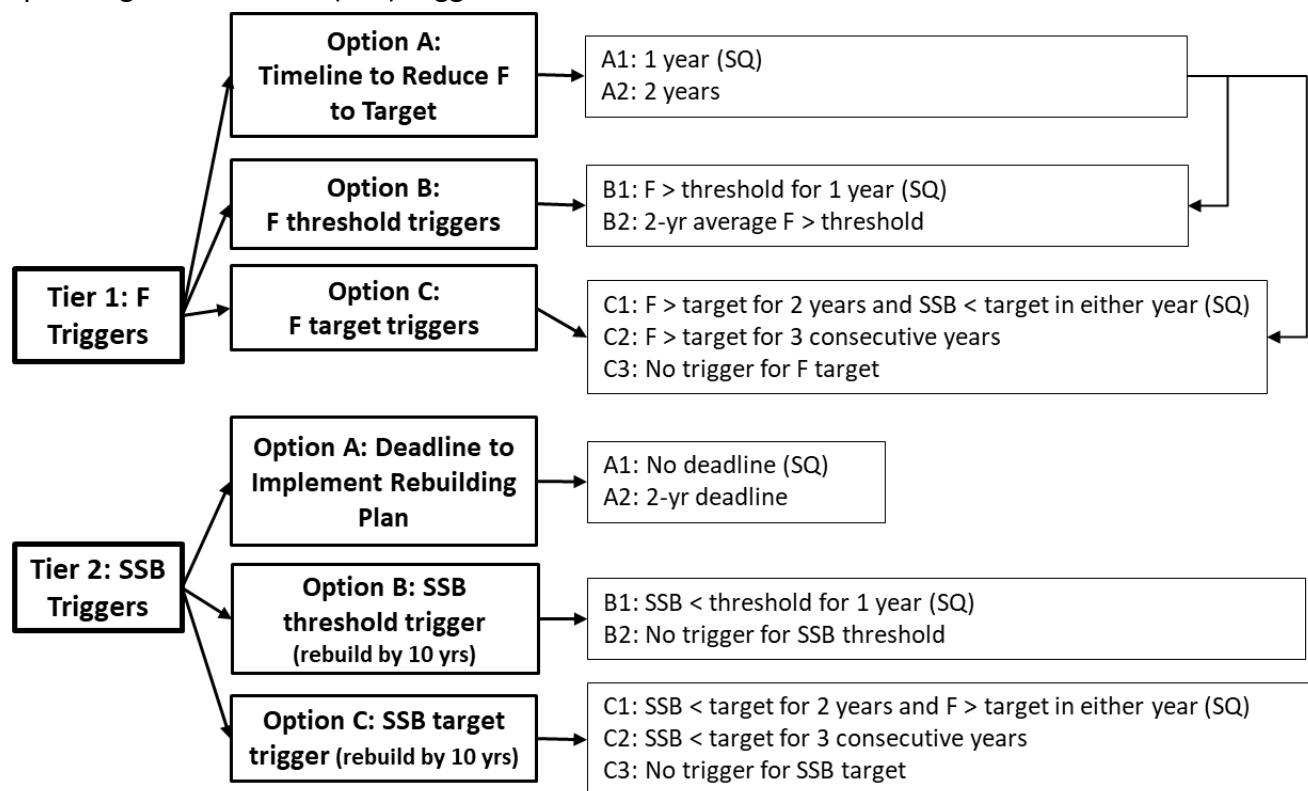 Option A:
Timeline to Reduce F
to Target
A1: 1 year (SQ)
A2: 2 years
Option B:
F threshold triggers
B1: F > threshold for 1 year (SQ)
B2: 2-yr average F > threshold
Tier 1: F
Triggers
Option C:
F target triggers
C1: F > target for 2 years and SSB < target in either year (SQ)
C2: F > target for 3 consecutive years
C3: No trigger for F target
Option A: Deadline to
Implement Rebuilding
Plan
A1: No deadline (SQ)
A2: 2-yr deadline
Tier 2: SSB
Triggers
Option B: SSB
threshold trigger
(rebuild by 10 yrs)
B1: SSB < threshold for 1 year (SQ)
B2: No trigger for SSB threshold
Option C: SSB target
trigger (rebuild by 10 yrs)
C1: SSB < target for 2 years and F > target in either year (SQ)
C2: SSB < target for 3 consecutive years
C3: No trigger for SSB target